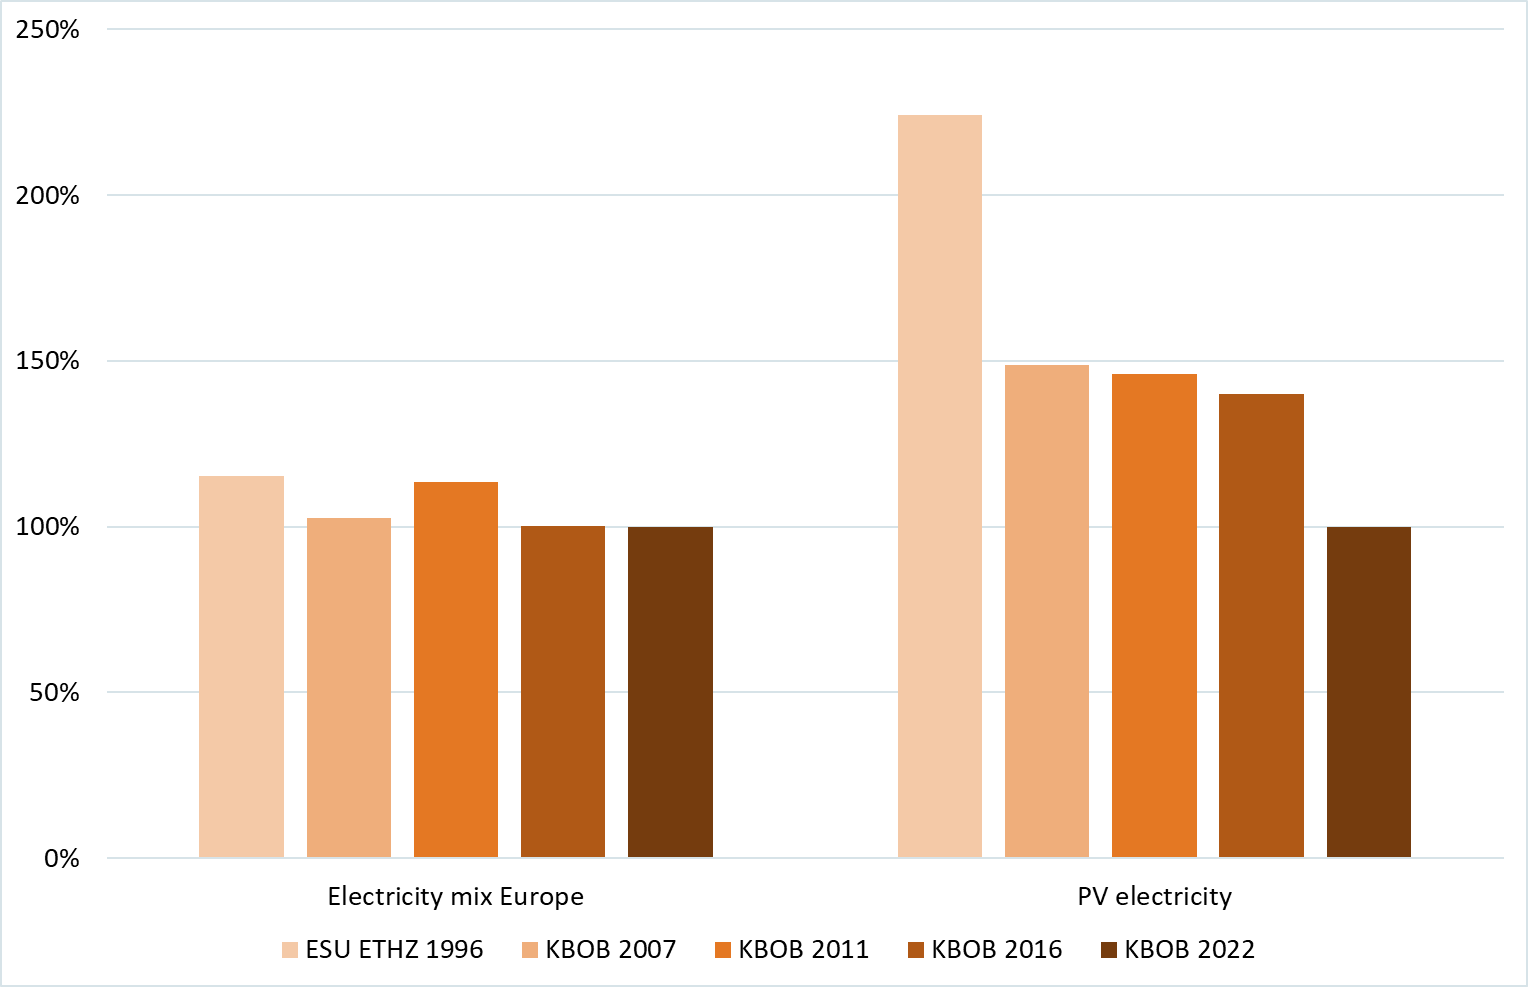 250%
200%
150%
100%
50%
0%
Electricity mix Europe
PV electricity
ESU ETHZ 1996
KBOB 2007
KBOB 2011
KBOB 2016
KBOB 2022